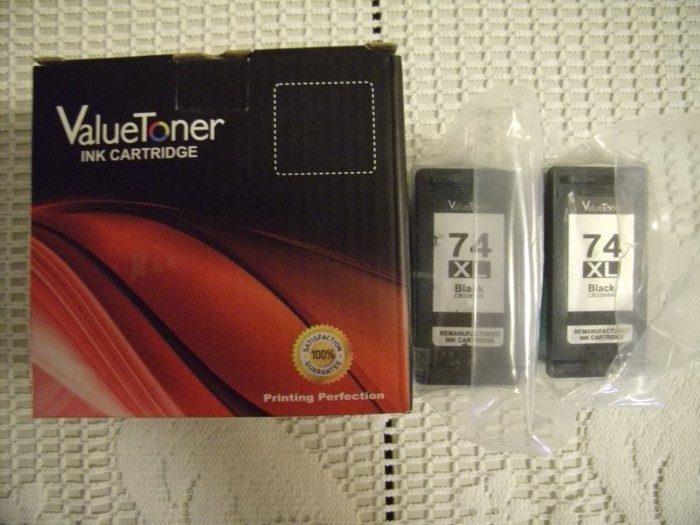 ValueToner
INK CARTRIDGE
SATISFACTION
100%
GUARANTEE
Printing Perfection
ValueToner
74
XL
Black
REMANUFACTURED
INK CARTRIDGE
ValueToner
74
XL
Black
REMANUFACTURED
INK CARTRIDGE